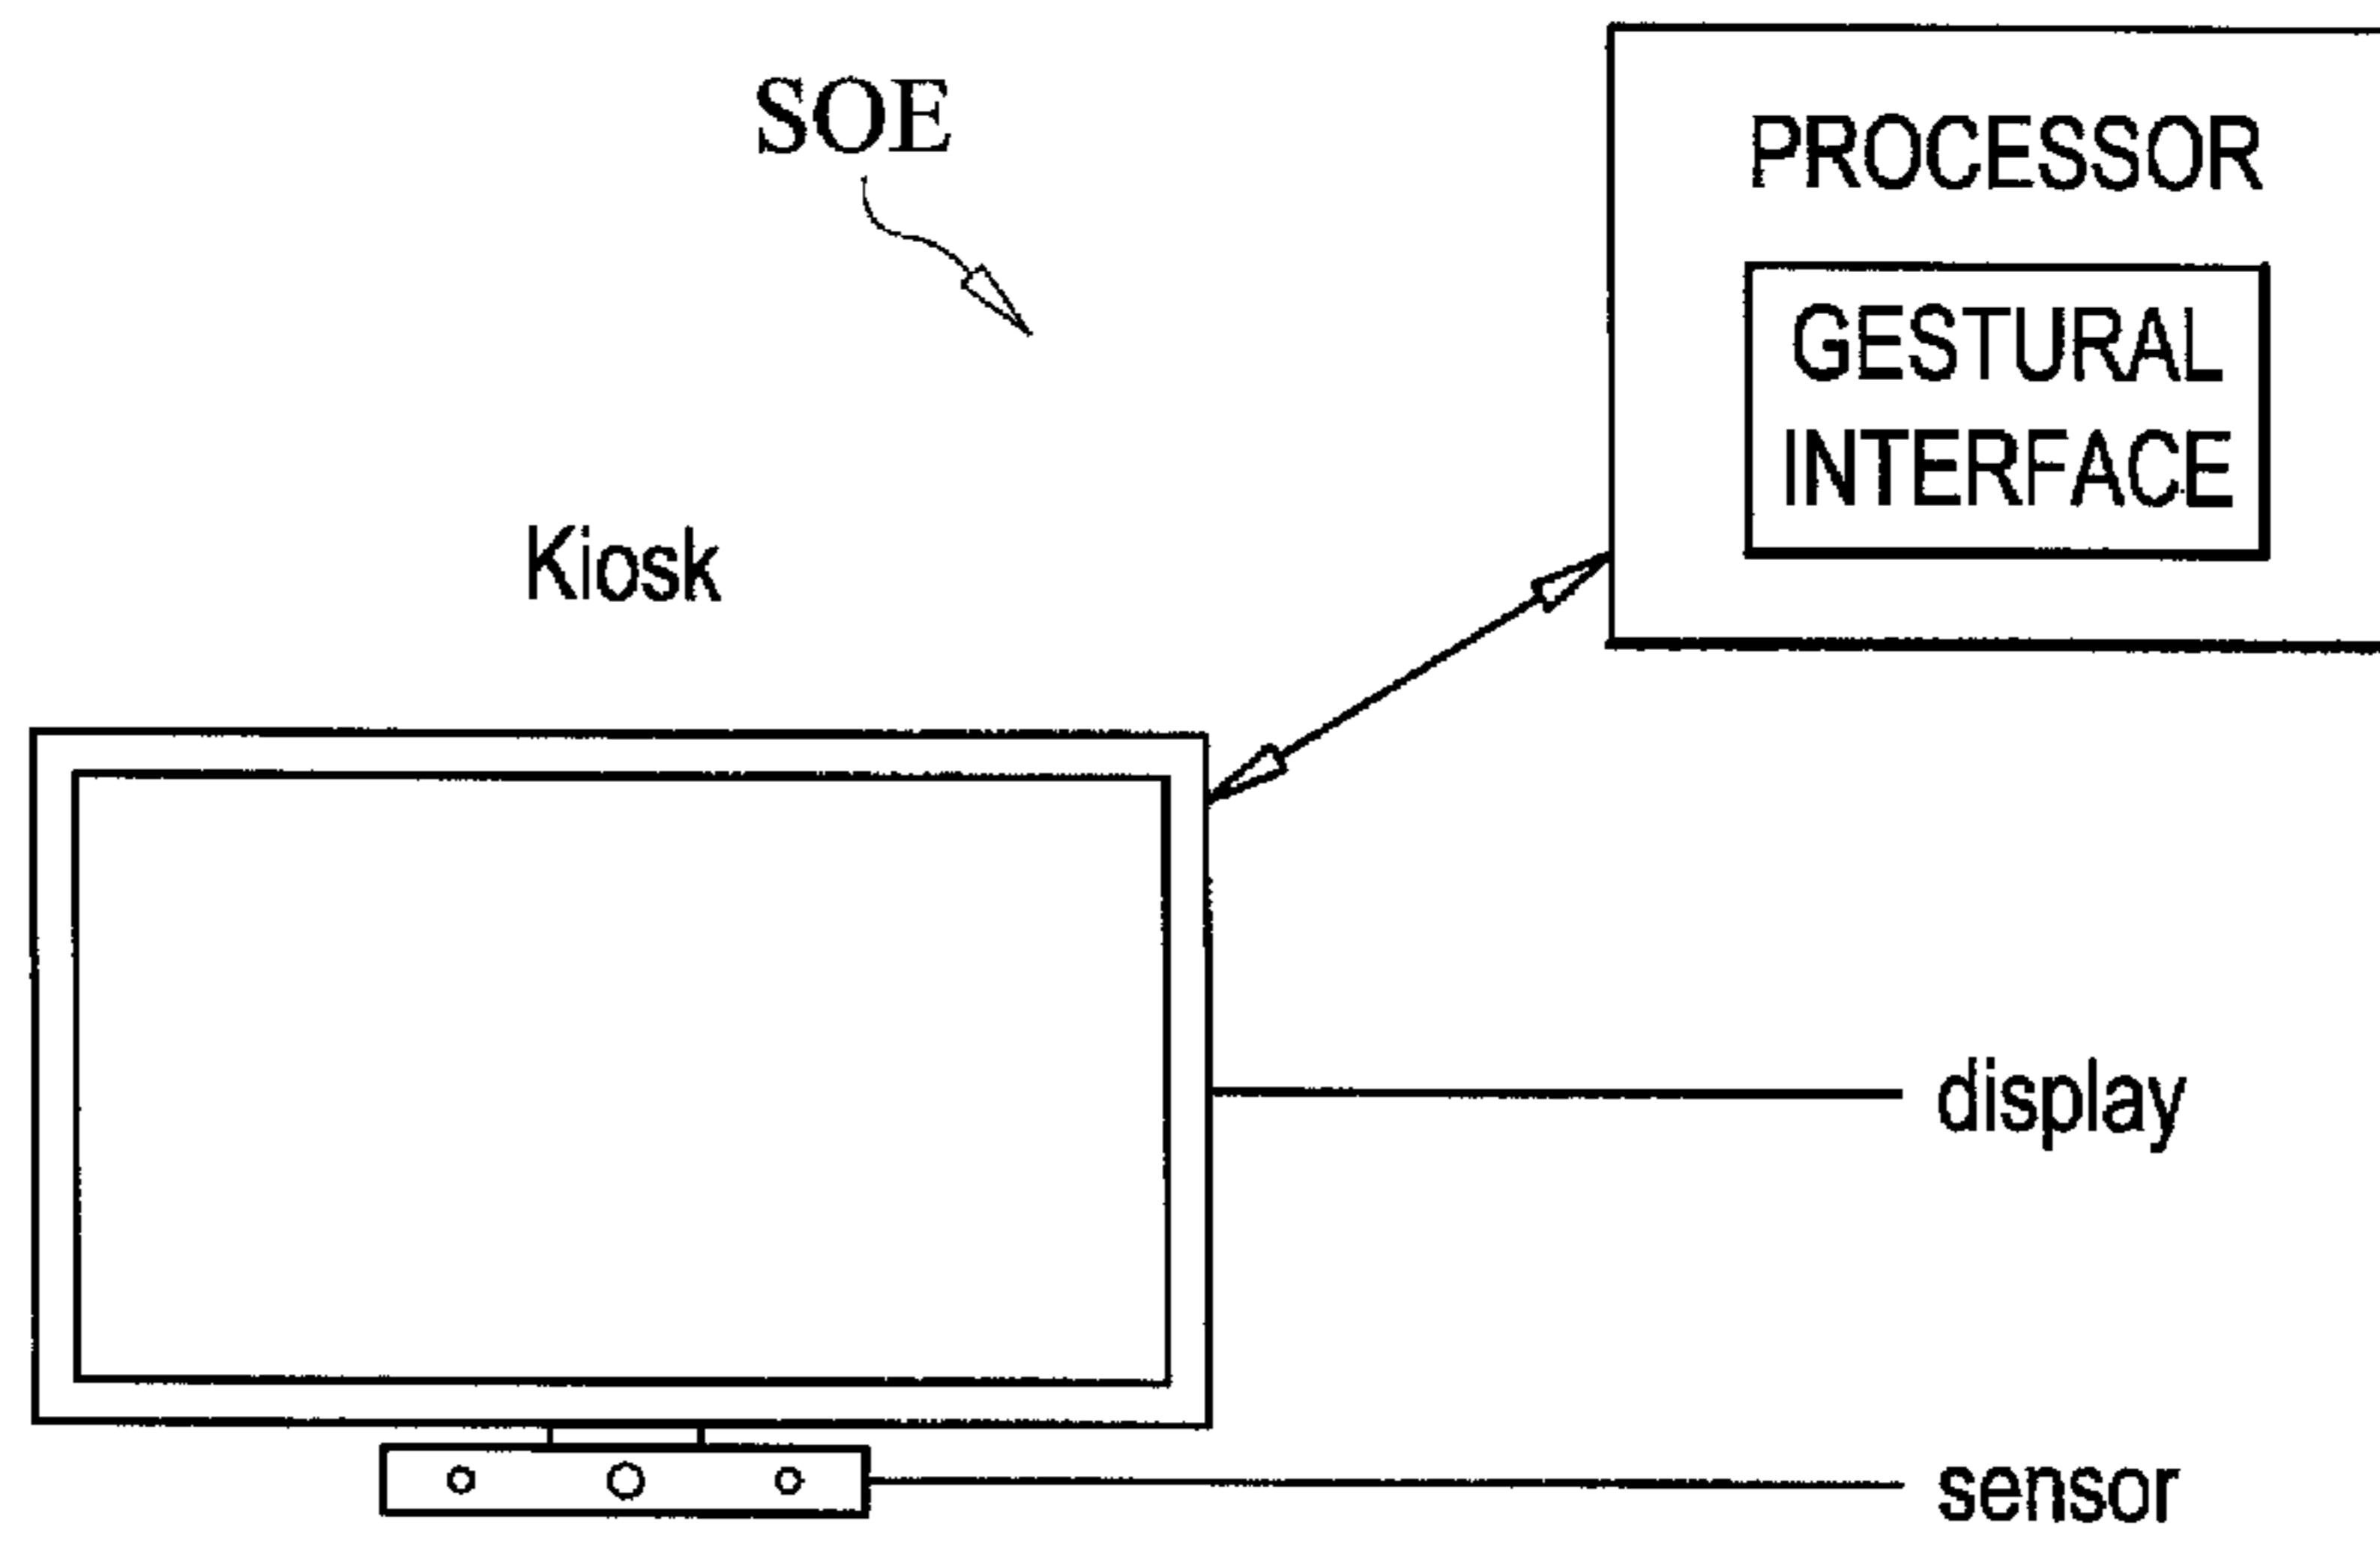 SOE
PROCESSOR
GESTURAL
INTERFACE
Kiosk
display
sensor